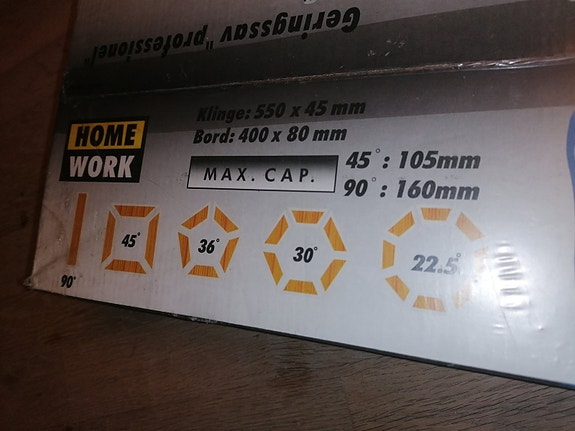 Geringssav "professionel"
Klinge: 550 x 45 mm
Bord: 400 x 80 mm
HOME
WORK
MAX. CAP.
45°: 105mm
90°: 160mm
90°
45°
36°
30°
22.5°